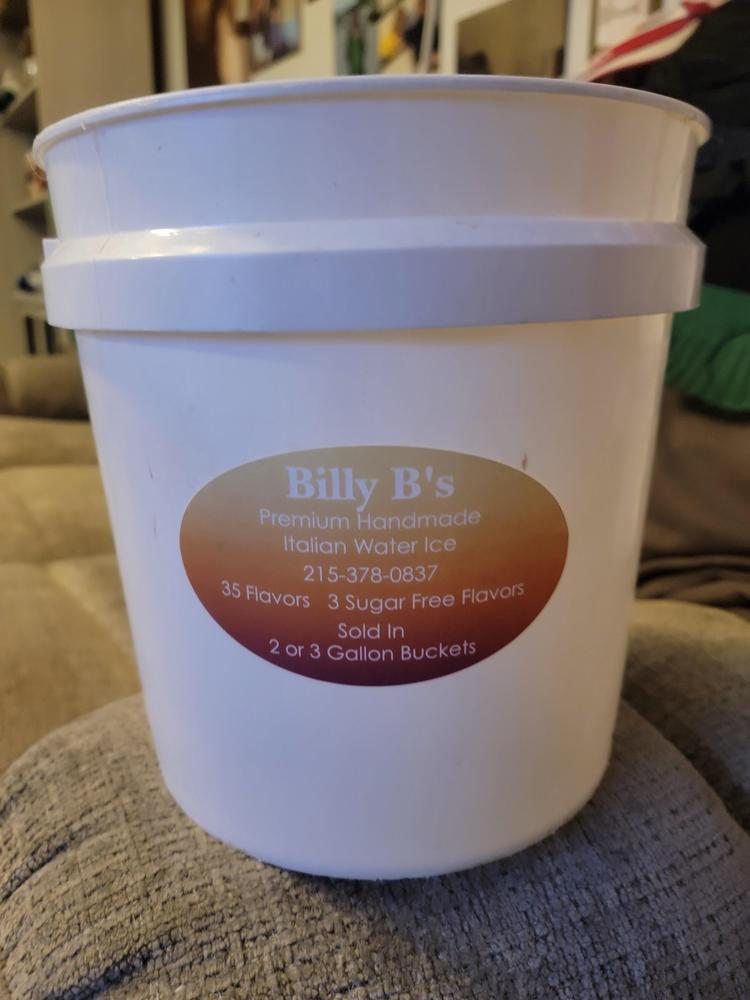 Billy B's
Premium Handmade
Italian Water Ice
215-378-0837
35 Flavors 3 Sugar Free Flavors
Sold In
2 or 3 Gallon Buckets